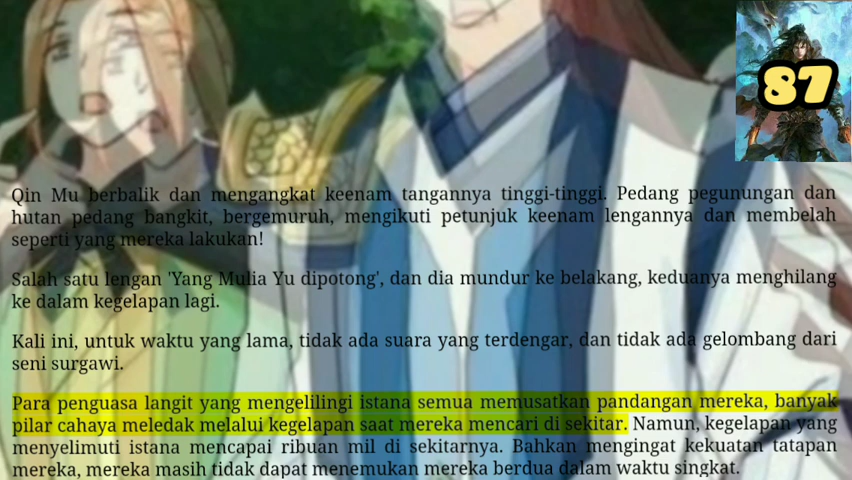 87
Qin Mu berbalik dan mengangkat keenam tangannya tinggi-tinggi. Pedang pegunungan dan
hutan pedang bangkit, bergemuruh, mengikuti petunjuk keenam lengannya dan membelah
seperti yang mereka lakukan!
Salah satu lengan 'Yang Mulia Yu dipotong', dan dia mundur ke belakang, keduanya menghilang
ke dalam kegelapan lagi.
Kali ini, untuk waktu yang lama, tidak ada suara yang terdengar, dan tidak ada gelombang dari
seni surgawi.
Para penguasa langit yang mengelilingi istana semua memusatkan pandangan mereka, banyak
pilar cahaya meledak melalui kegelapan saat mereka mencari di sekitar. Namun, kegelapan yang
menyelimuti istana mencapai ribuan mil di sekitarnya. Bahkan mengingat kekuatan tatapan
mereka, mereka masih tidak dapat menemukan mereka berdua dalam waktu singkat.